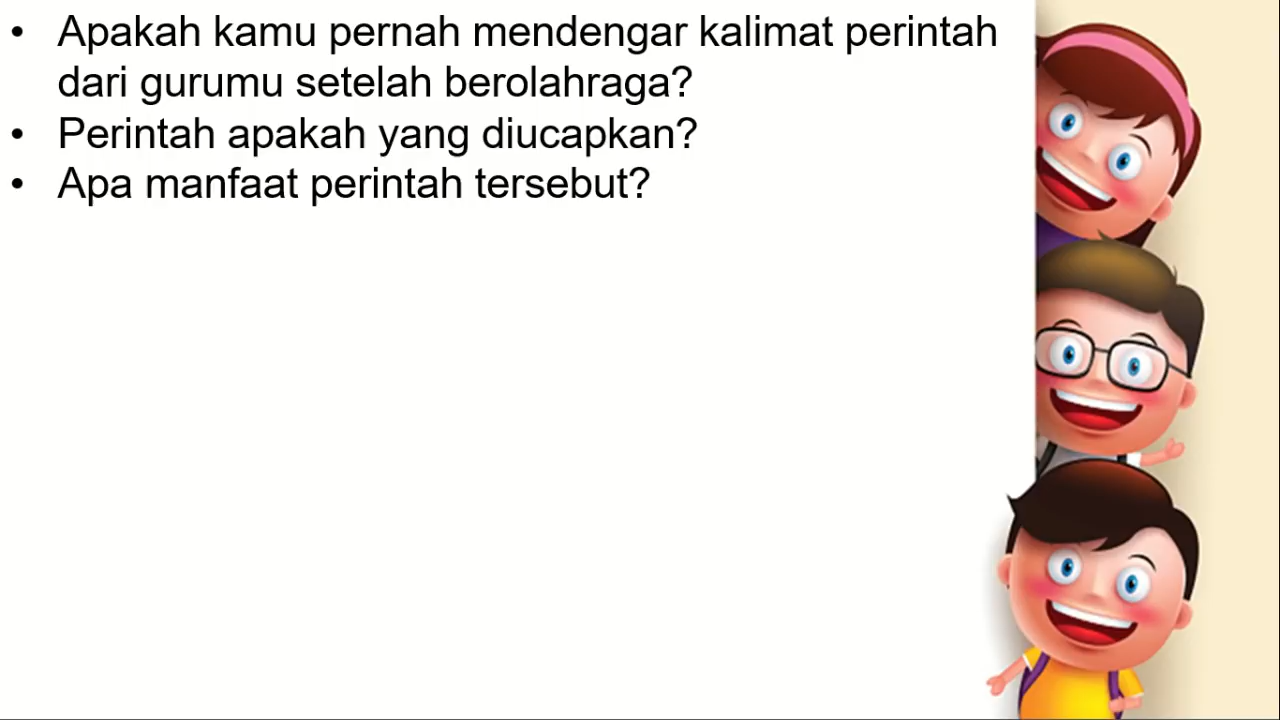 • Apakah kamu pernah mendengar kalimat perintah
dari gurumu setelah berolahraga?
• Perintah apakah yang diucapkan?
• Apa manfaat perintah tersebut?